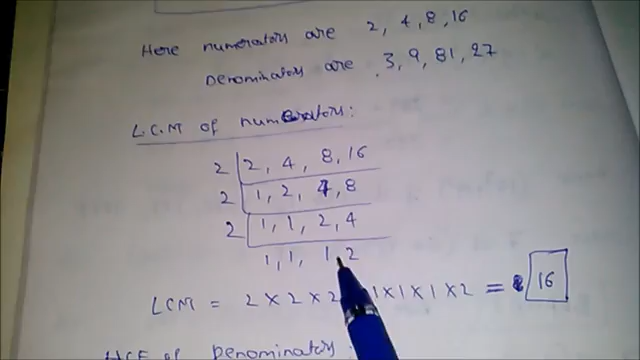 Here numerators are 2, 4, 8, 16
Denominators are 3, 9, 81, 27
L.C.M of numerators:
2 | 2, 4, 8, 16
2 | 1, 2, 4, 8
2 | 1, 1, 2, 4
1, 1, 1 2
LCM = 2 × 2 × 2 1 × 1 × 1 × 2 = 16
HCF of Denominators: